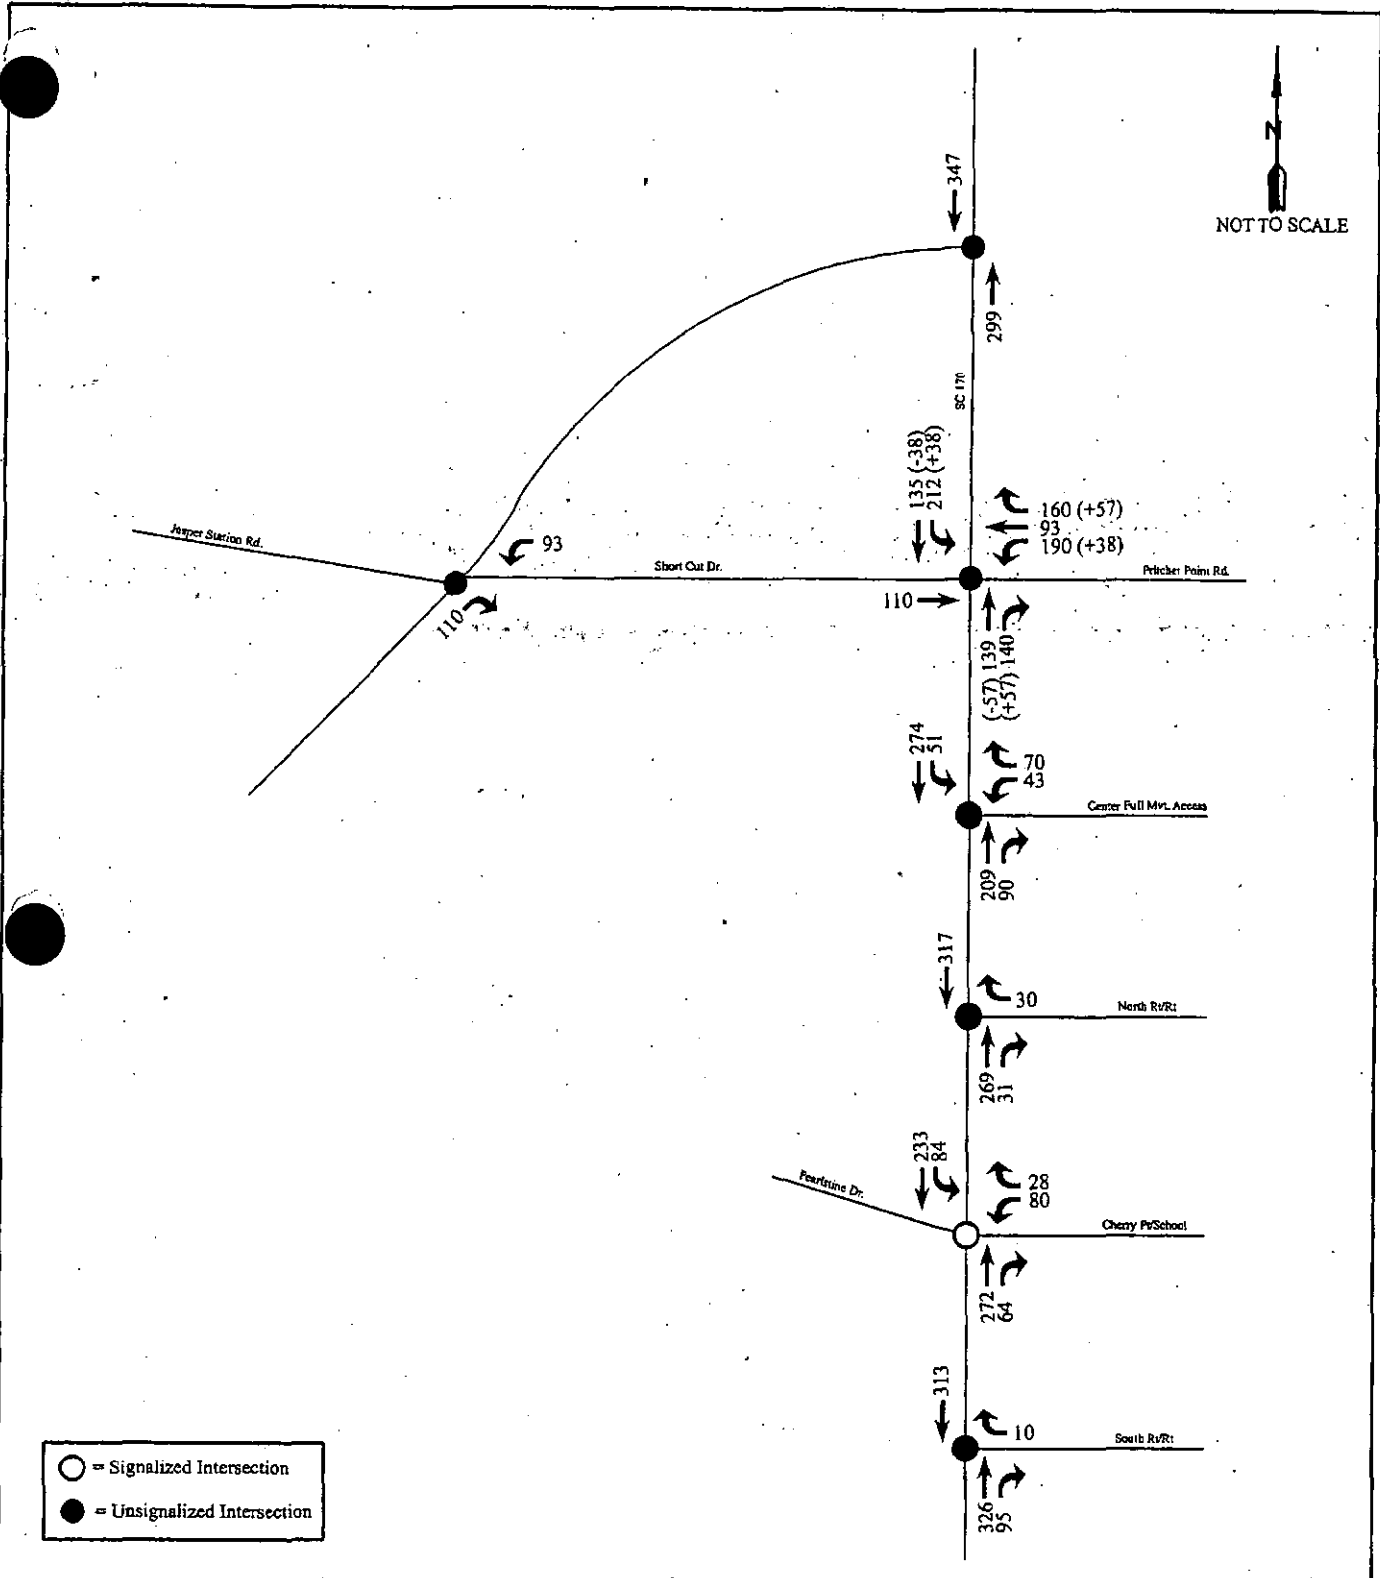 N
NOT TO SCALE
347
299
SC 170
135 (-38)
212 (+38)
160 (+57)
93
190 (+38)
Jasper Station Rd.
93
Short Cut Dr.
Pritcher Point Rd.
110
110
(-57) 139
(+57) 140
274
51
70
43
Center Full Mvt. Access
209
90
317
30
North Rt/Rt
269
31
233
84
Pearlstine Dr.
28
80
Cherry Pt/School
272
64
313
10
South Rt/Rt
326
95
= Signalized Intersection
= Unsignalized Intersection